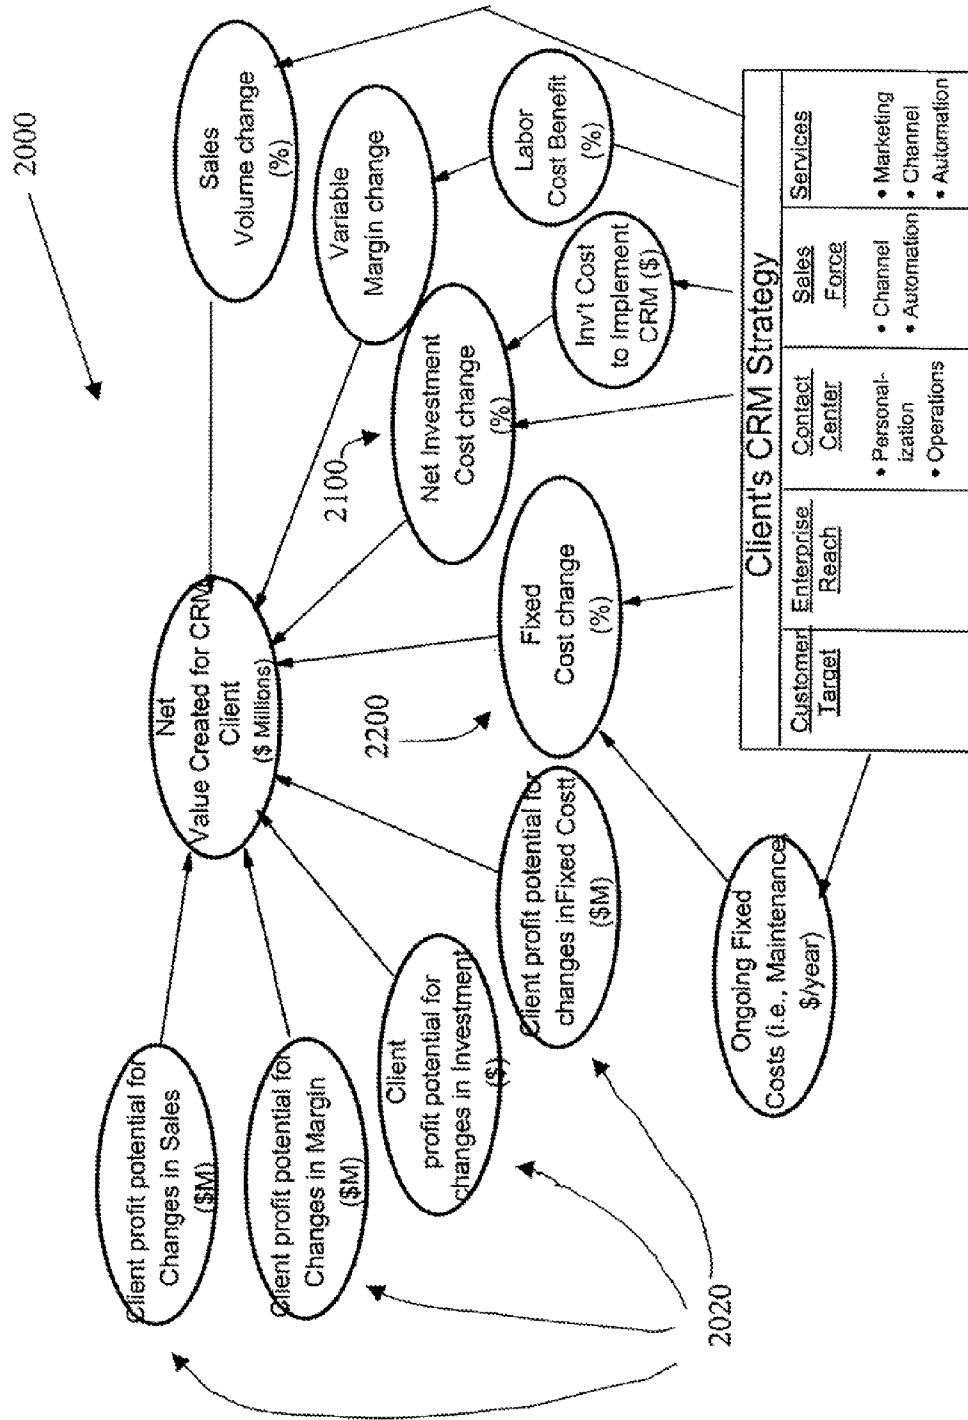 2000
Net
Value Created for CRM
Client
($ Millions)
Sales
Volume change
(%)
Variable
Margin change
Labor
Cost Benefit
(%)
Inv't Cost
to Implement
CRM ($)
Net Investment
Cost change
(%)
2100
Fixed
Cost change
(%)
2200
Client profit potential for
Changes in Sales
($M)
Client profit potential for
Changes in Margin
($M)
Client
profit potential for
changes in Investment
($)
Client profit potential for
changes inFixed Costt
($M)
Ongoing Fixed
Costs (i.e., Maintenance
$/year)
2020
Client's CRM Strategy
Customer
Target
Enterprise
Reach
Contact
Center
• Personal-
ization
• Operations
Sales
Force
• Channel
• Automation
Services
• Marketing
• Channel
• Automation